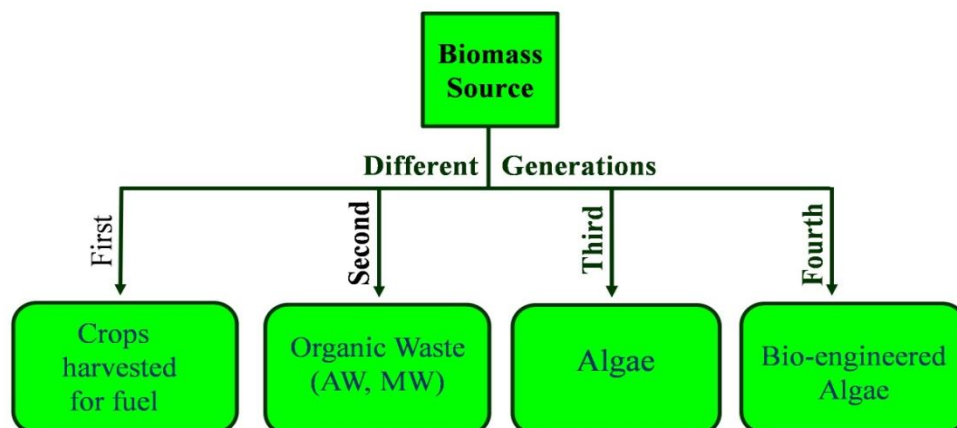 Biomass
Source
Different Generations
First
Second
Third
Fourth
Crops
harvested
for fuel
Organic Waste
(AW, MW)
Algae
Bio-engineered
Algae